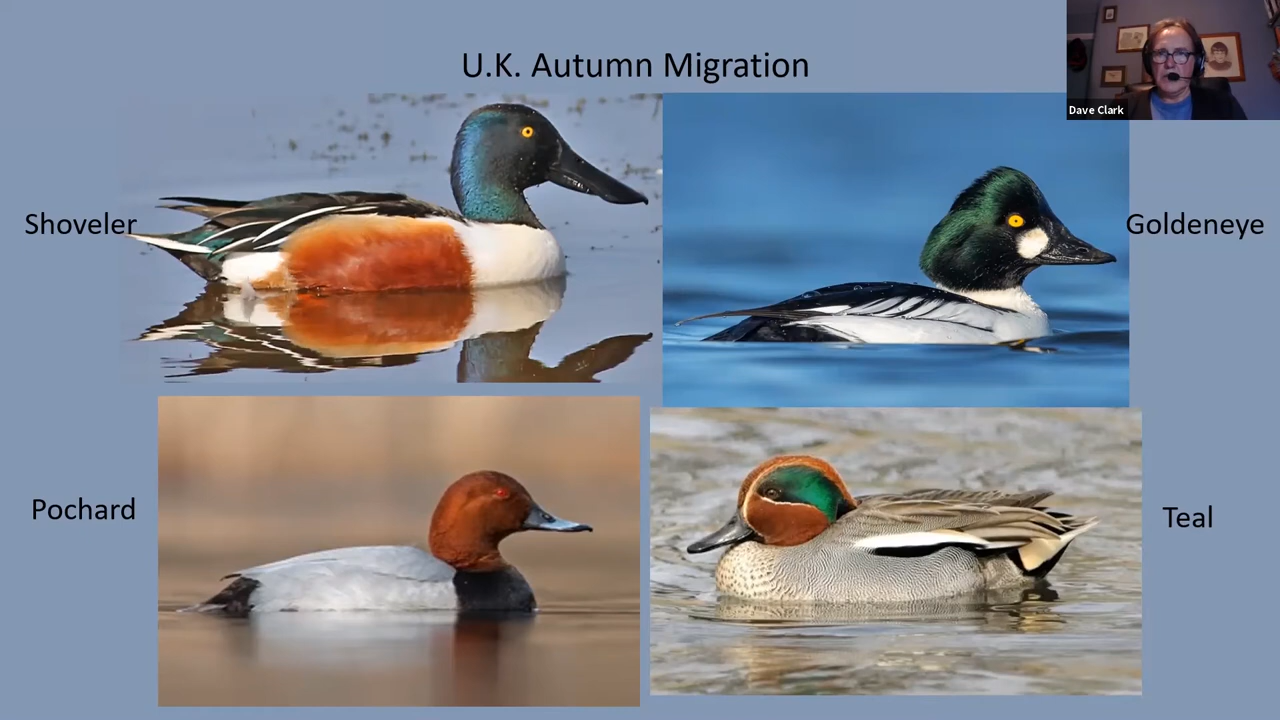 U.K. Autumn Migration
Dave Clark
Shoveler
Goldeneye
Pochard
Teal